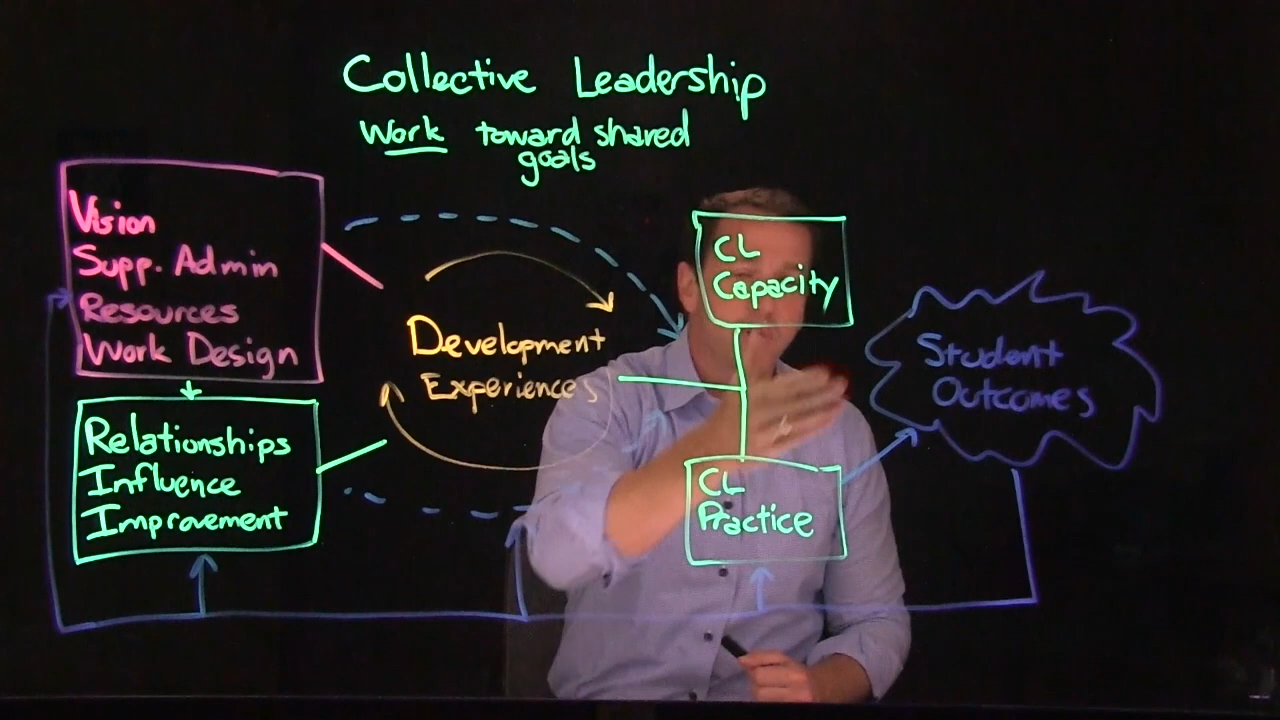 Collective Leadership
Work toward shared
goals
Vision
Supp. Admin
Resources
Work Design
Relationships
Influence
Improvement
Development
Experiences
CL
Capacity
CL
Practice
Student
Outcomes